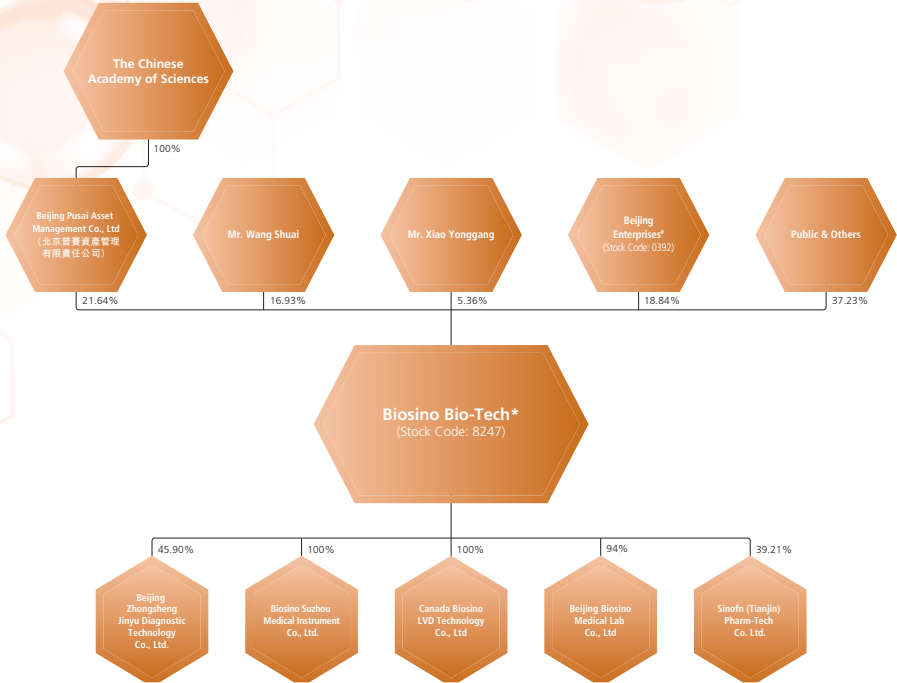 The Chinese
Academy of Sciences
100%
Beijing Pusai Asset
Management Co., Ltd
（北京普賽資產管理
有限責任公司）
Mr. Wang Shuai
Mr. Xiao Yonggang
Beijing
Enterprises#
(Stock Code: 0392)
Public & Others
21.64%
16.93%
5.36%
18.84%
37.23%
Biosino Bio-Tech*
(Stock Code: 8247)
45.90%
100%
100%
94%
39.21%
Beijing
Zhongsheng
Jinyu Diagnostic
Technology
Co., Ltd.
Biosino Suzhou
Medical Instrument
Co., Ltd.
Canada Biosino
LVD Technology
Co., Ltd
Beijing Biosino
Medical Lab
Co., Ltd
Sinofn (Tianjin)
Pharm-Tech
Co. Ltd.